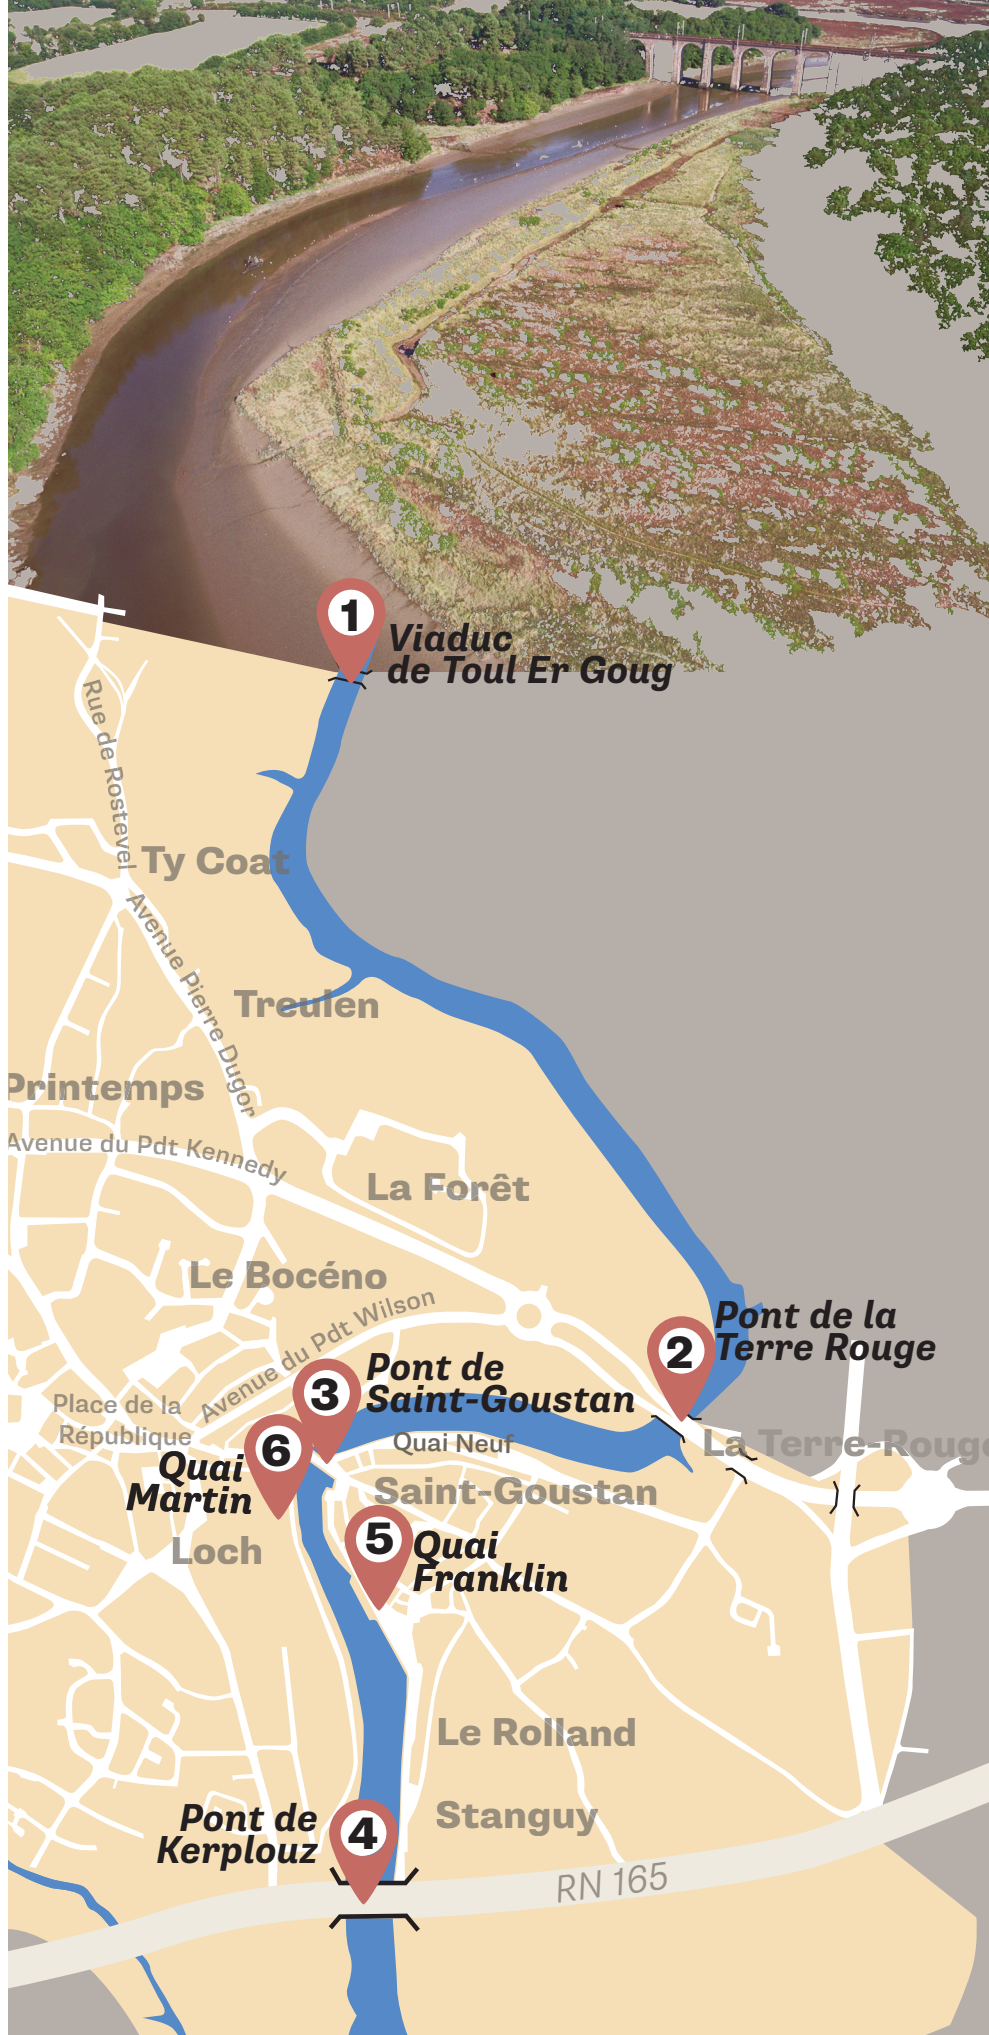 1
Viaduc
de Toul Er Goug
Rue de Rostevel
Ty Coat
Avenue Pierre Dugor
Treulen
Printemps
Avenue du Pdt Kennedy
La Forêt
Le Bocéno
Avenue du Pdt Wilson
2
Pont de la
Terre Rouge
3
Pont de
Saint-Goustan
Place de la
République
6
Quai
Martin
Quai Neuf
La Terre-Rouge
Saint-Goustan
Loch
5
Quai
Franklin
Le Rolland
Stanguy
4
Pont de
Kerplouz
RN 165